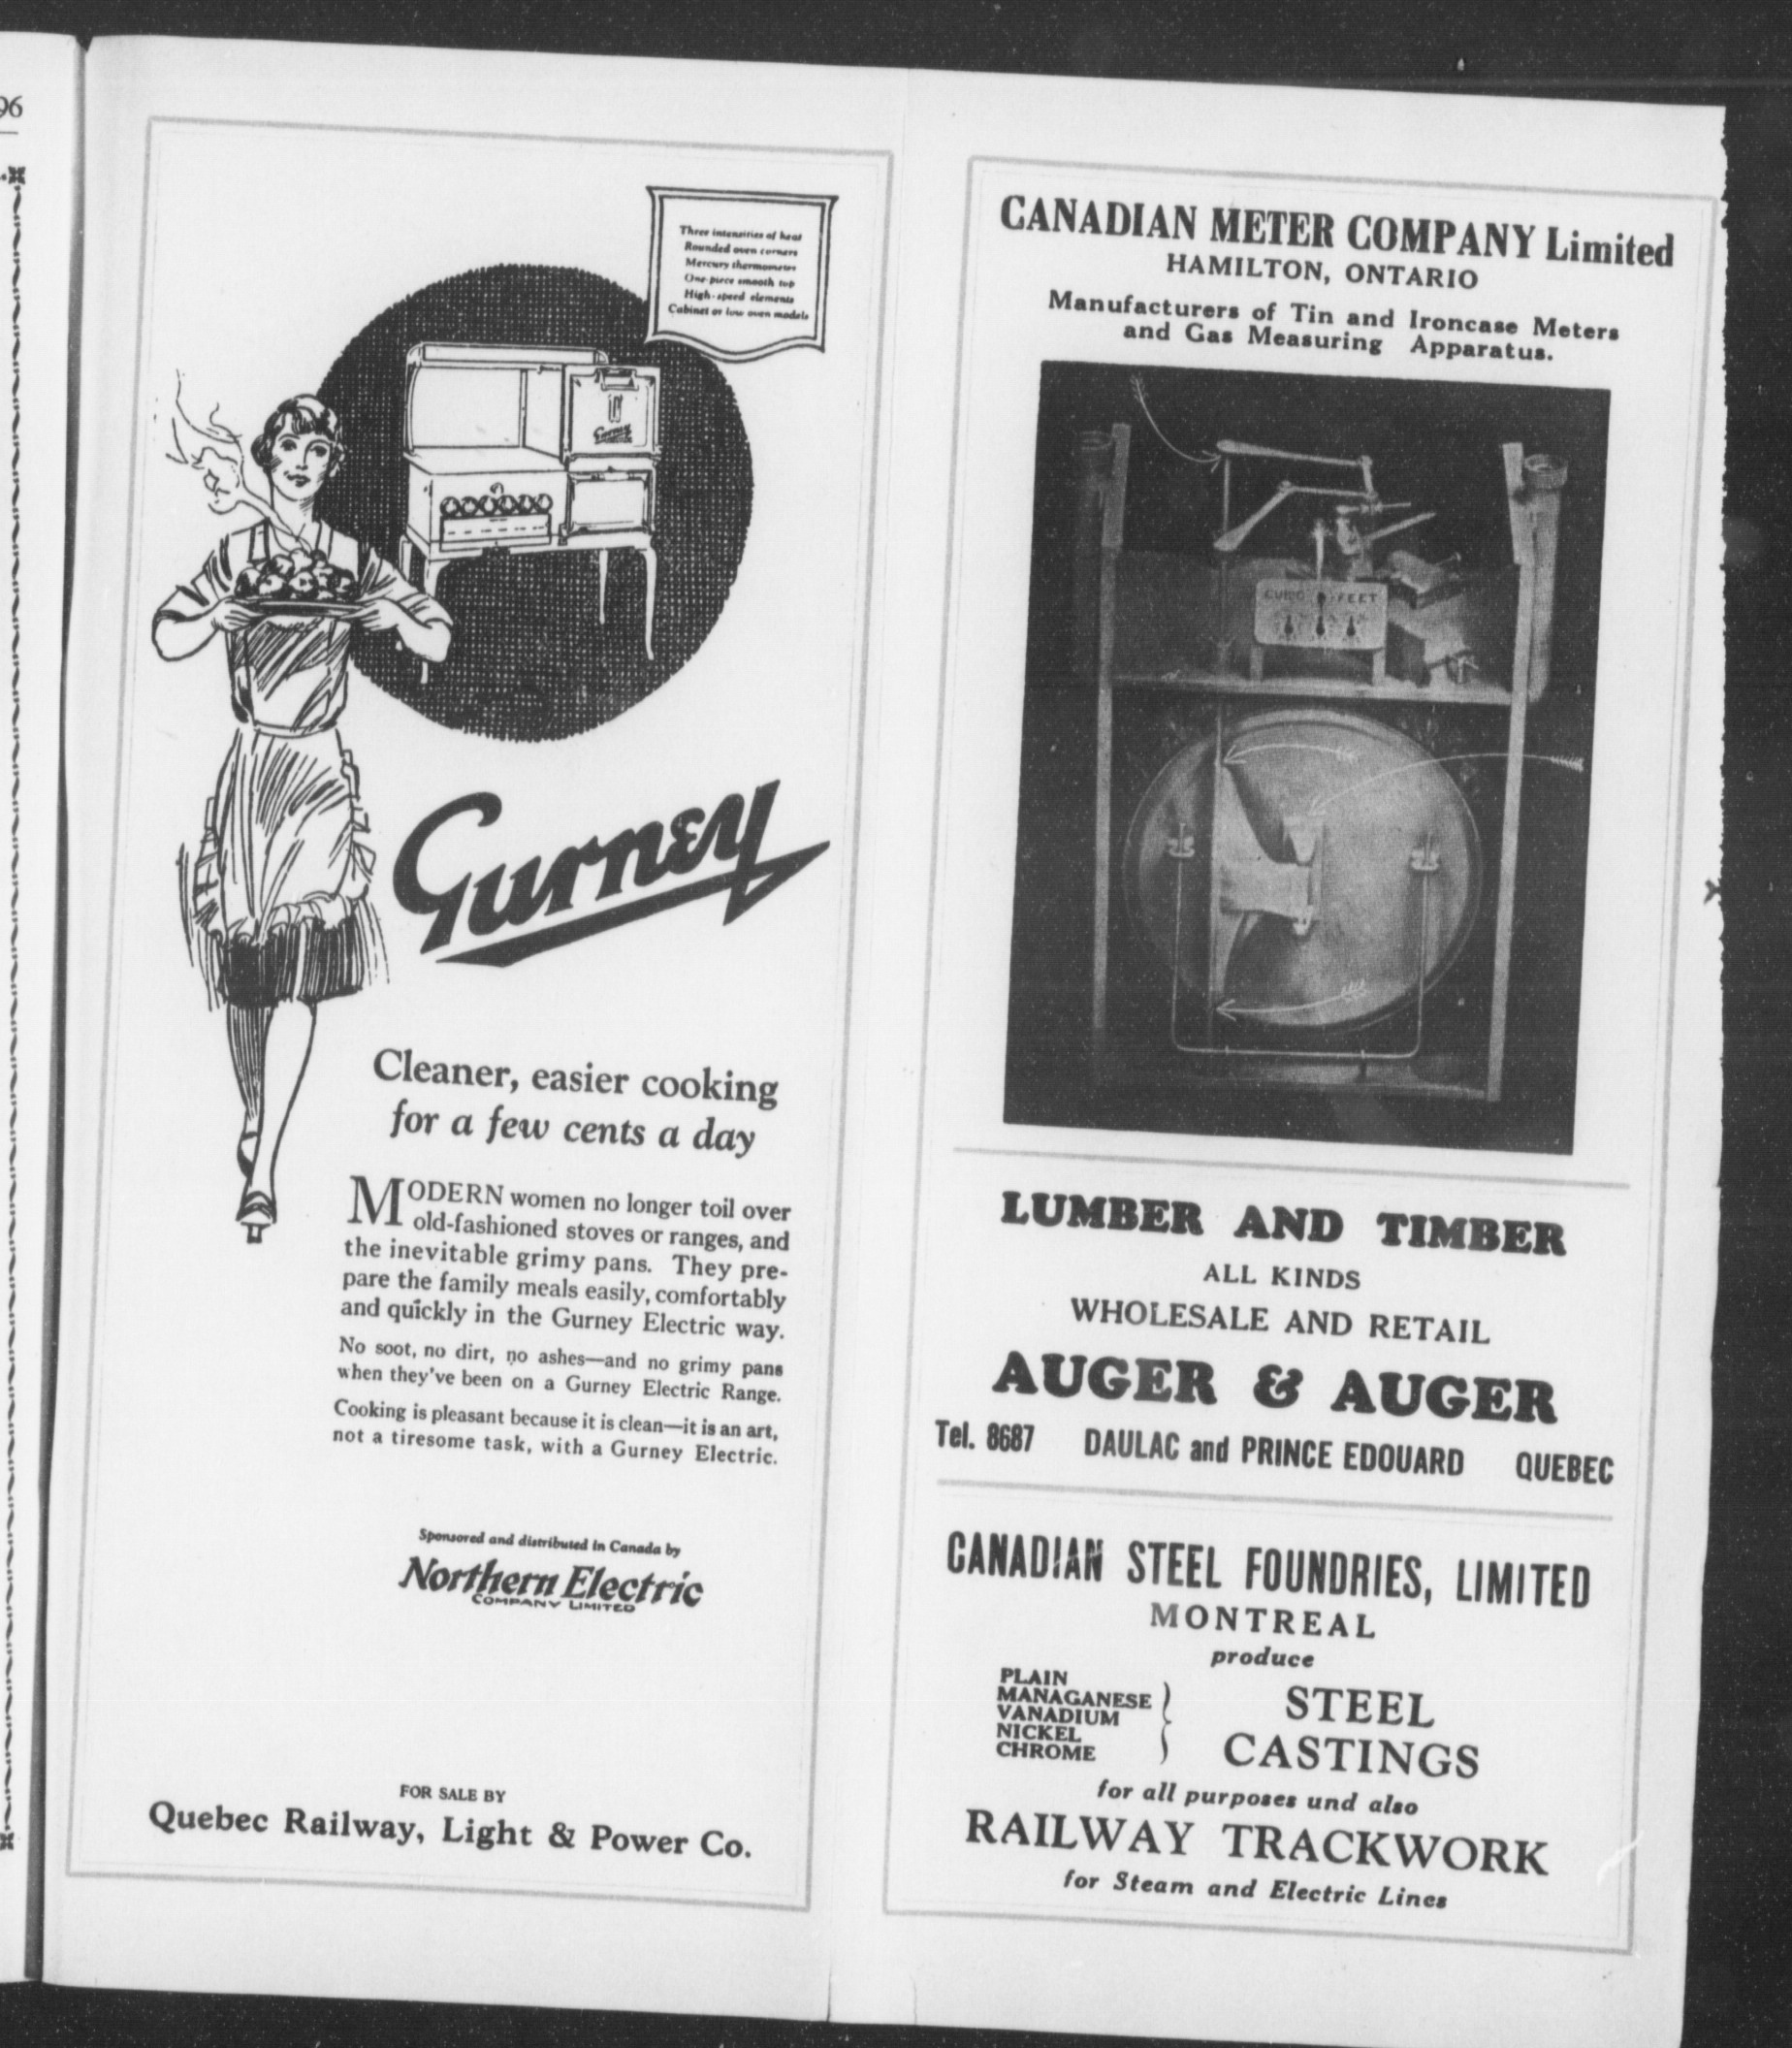 96
Three intensities of heat
Rounded oven corners
Mercury thermometer
One-piece smooth top
High-speed elements
Cabinet or low oven models
Gurney
Gurney
Cleaner, easier cooking
for a few cents a day
MODERN women no longer toil over
old-fashioned stoves or ranges, and
the inevitable grimy pans. They pre-
pare the family meals easily, comfortably
and quickly in the Gurney Electric way.
No soot, no dirt, no ashes—and no grimy pans
when they've been on a Gurney Electric Range.
Cooking is pleasant because it is clean—it is an art,
not a tiresome task, with a Gurney Electric.
Sponsored and distributed in Canada by
Northern Electric
COMPANY LIMITED
FOR SALE BY
Quebec Railway, Light & Power Co.
CANADIAN METER COMPANY Limited
HAMILTON, ONTARIO
Manufacturers of Tin and Ironcase Meters
and Gas Measuring Apparatus.
CUBIC FEET
LUMBER AND TIMBER
ALL KINDS
WHOLESALE AND RETAIL
AUGER & AUGER
Tel. 8687 DAULAC and PRINCE EDOUARD QUEBEC
CANADIAN STEEL FOUNDRIES, LIMITED
MONTREAL
produce
PLAIN
MANAGANESE
VANADIUM
NICKEL
CHROME
STEEL
CASTINGS
for all purposes und also
RAILWAY TRACKWORK
for Steam and Electric Lines